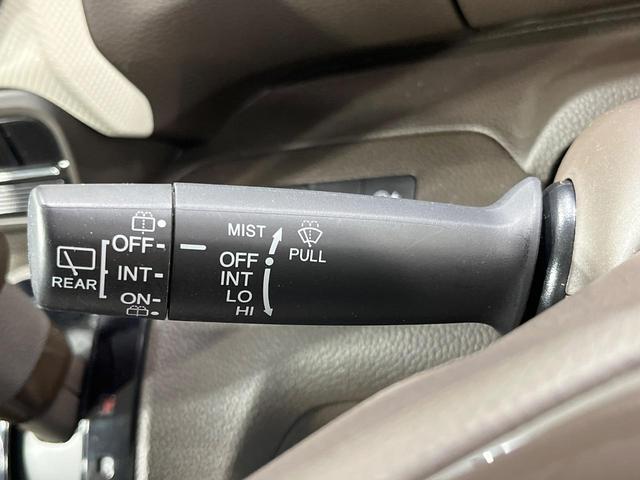 REAR
OFF
INT
ON
MIST
OFF
INT
LO
HI
PULL